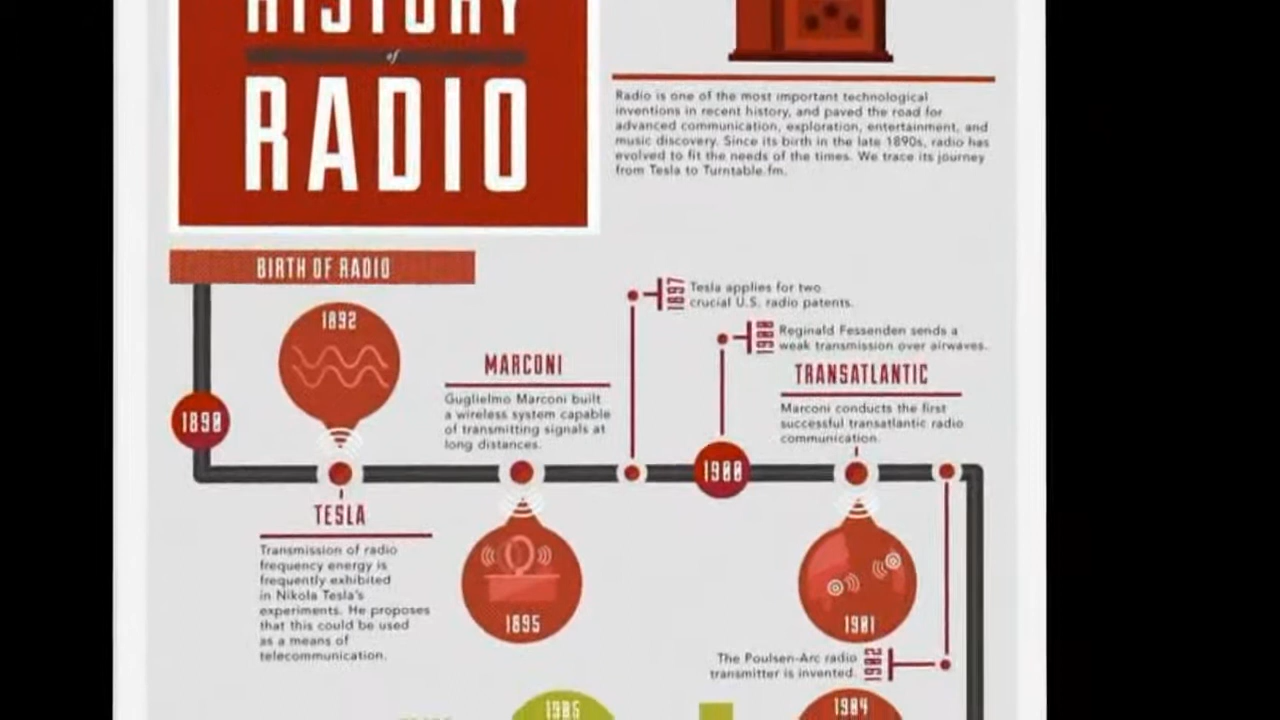 HISTORY
of
RADIO
Radio is one of the most important technological
inventions in recent history, and paved the road for
advanced communication, exploration, entertainment, and
music discovery. Since its birth in the late 1890s, radio has
evolved to fit the needs of the times. We trace its journey
from Tesla to Turntable.fm.
BIRTH OF RADIO
1890
1892
TESLA
Transmission of radio
frequency energy is
frequently exhibited
in Nikola Tesla's
experiments. He proposes
that this could be used
as a means of
telecommunication.
MARCONI
Guglielmo Marconi built
a wireless system capable
of transmitting signals at
long distances.
1895
1897
Tesla applies for two
crucial U.S. radio patents.
1900
1900
Reginald Fessenden sends a
weak transmission over airwaves.
TRANSATLANTIC
Marconi conducts the first
successful transatlantic radio
communication.
1901
1902
The Poulsen-Arc radio
transmitter is invented.
1904